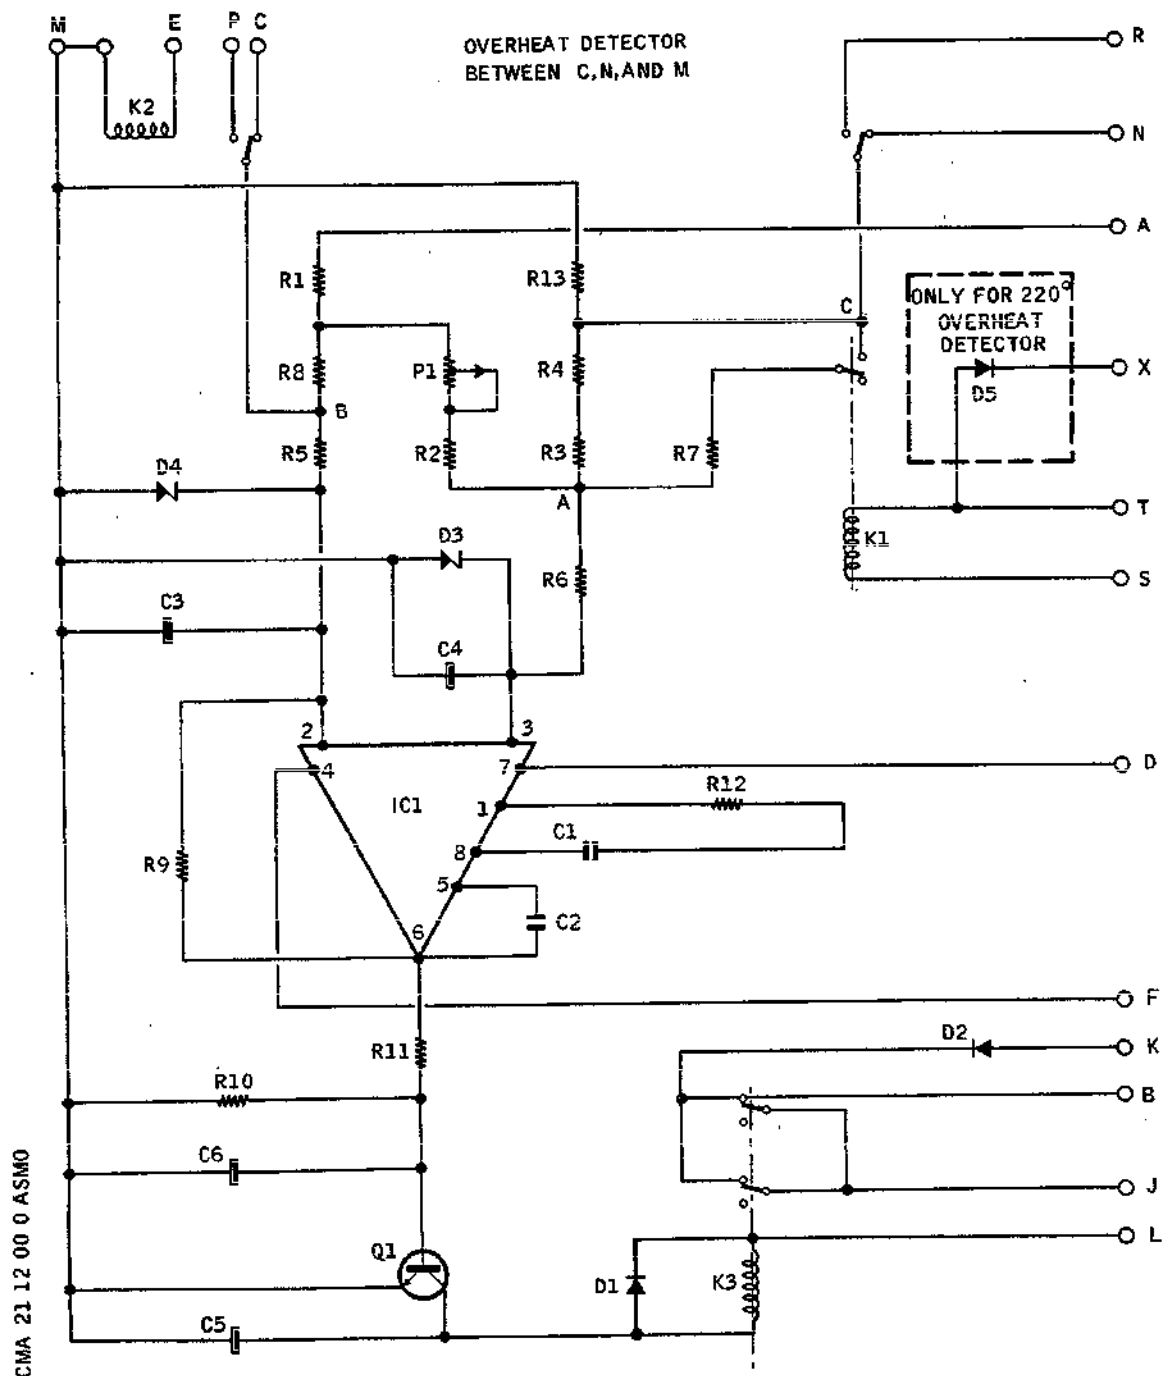 M E P C
OVERHEAT DETECTOR
BETWEEN C,N,AND M
R
K2
N
A
R1
R13
C
ONLY FOR 220°
OVERHEAT
DETECTOR
R8
P1
R4
X
D5
B
R5
R2
R3
R7
D4
A
T
D3
K1
R6
S
C3
C4
2 3
4 7
D
IC1
R12
1
C1
8
R9
5
C2
6
F
D2
K
R11
R10
B
C6
J
L
Q1
D1
K3
C5
CMA 21 12 00 0 ASMO